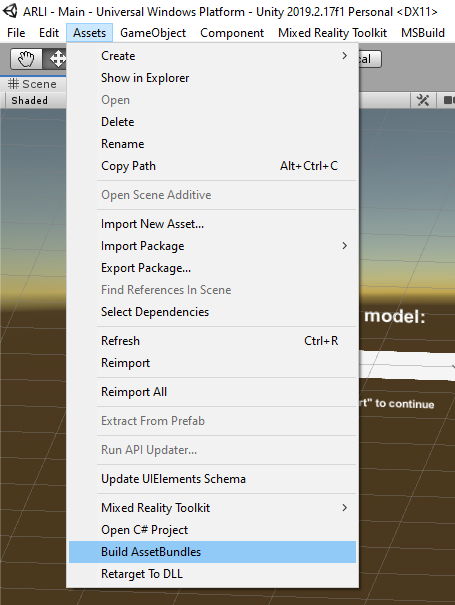 ARLI - Main - Universal Windows Platform - Unity 2019.2.17f1 Personal <DX11>
File Edit Assets GameObject Component Mixed Reality Toolkit MSBuild
Scene
Shaded
Create
Show in Explorer
Open
Delete
Rename
Copy Path Alt+Ctrl+C
Open Scene Additive
Import New Asset...
Import Package
Export Package...
Find References In Scene
Select Dependencies
model:
Refresh Ctrl+R
Reimport
Reimport All
rt" to continue
Extract From Prefab
Run API Updater...
Update UIElements Schema
Mixed Reality Toolkit
Open C# Project
Build AssetBundles
Retarget To DLL